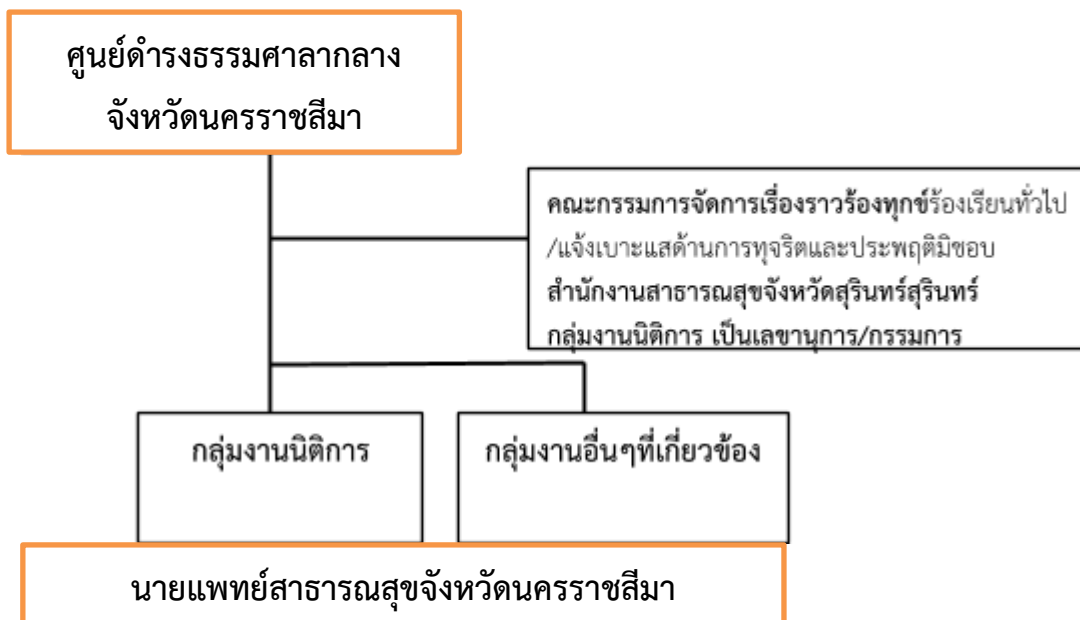 ศูนย์ดำรงธรรมศาลากลาง
จังหวัดนครราชสีมา
คณะกรรมการจัดการเรื่องราวร้องทุกข์ร้องเรียนทั่วไป
/แจ้งเบาะแสด้านการทุจริตและประพฤติมิชอบ
สำนักงานสาธารณสุขจังหวัดสุรินทร์สุรินทร์
กลุ่มงานนิติการ เป็นเลขานุการ/กรรมการ
กลุ่มงานนิติการ
กลุ่มงานอื่นๆที่เกี่ยวข้อง
นายแพทย์สาธารณสุขจังหวัดนครราชสีมา